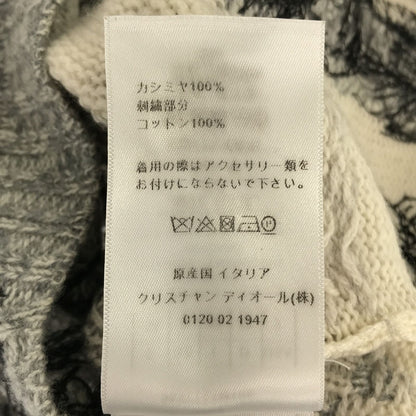 カシミヤ100%
刺繍部分
コットン100%
着用の際はアクセサリー類を
お付けにならないで下さい。
原産国 イタリア
クリスチャン ディオール(株)
0120 02 1947